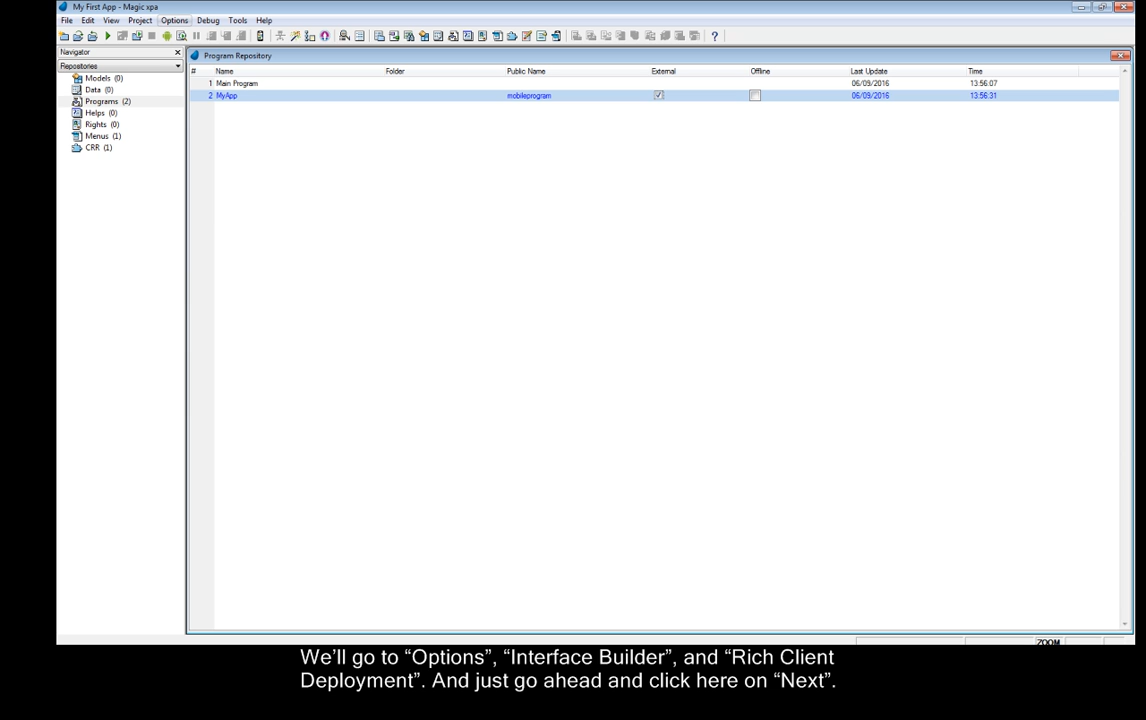 My First App - Magic xpa
File Edit View Project Options Debug Tools Help
Navigator
Repositories
Models (0)
Data (0)
Programs (2)
Helps (0)
Rights (0)
Menus (1)
CRR (1)
Program Repository
# Name Folder Public Name External Offline Last Update Time
1 Main Program 06/09/2016 13:56:07
2 MyApp mobileprogram 06/09/2016 13:56:31
ZOOM
We’ll go to “Options”, “Interface Builder”, and “Rich Client
Deployment”. And just go ahead and click here on “Next”.